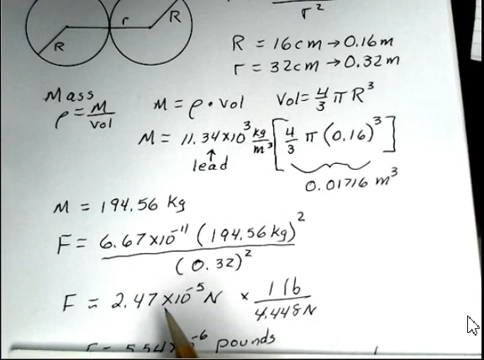 r²
R
r
R
R = 16cm → 0.16m
r = 32cm → 0.32m
Mass
ρ = M/Vol
M = ρ • vol
Vol = 4/3 π R³
M = 11.34×10³ kg/m³ [4/3 π (0.16)³]
↑
lead
0.01716 m³
M = 194.56 kg
F = 6.67×10⁻¹¹ (194.56 kg)² / (0.32)²
F = 2.47×10⁻⁵ N × 1 lb / 4.448N
pounds